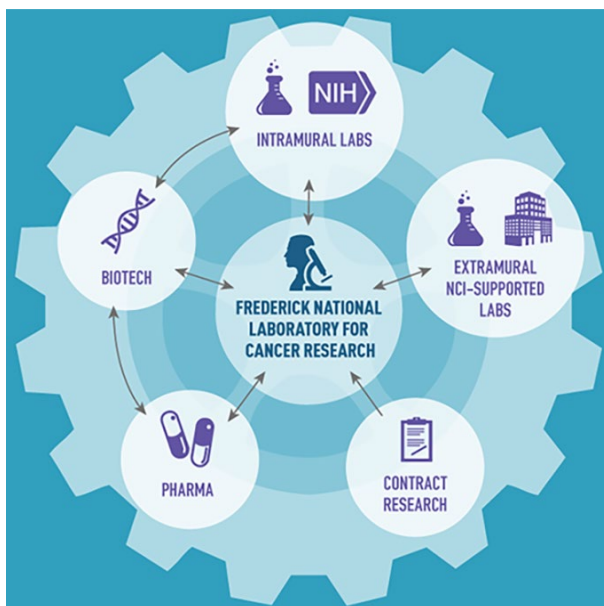 NIH
INTRAMURAL LABS
BIOTECH
EXTRAMURAL
NCI-SUPPORTED
LABS
FREDERICK NATIONAL
LABORATORY FOR
CANCER RESEARCH
PHARMA
CONTRACT
RESEARCH